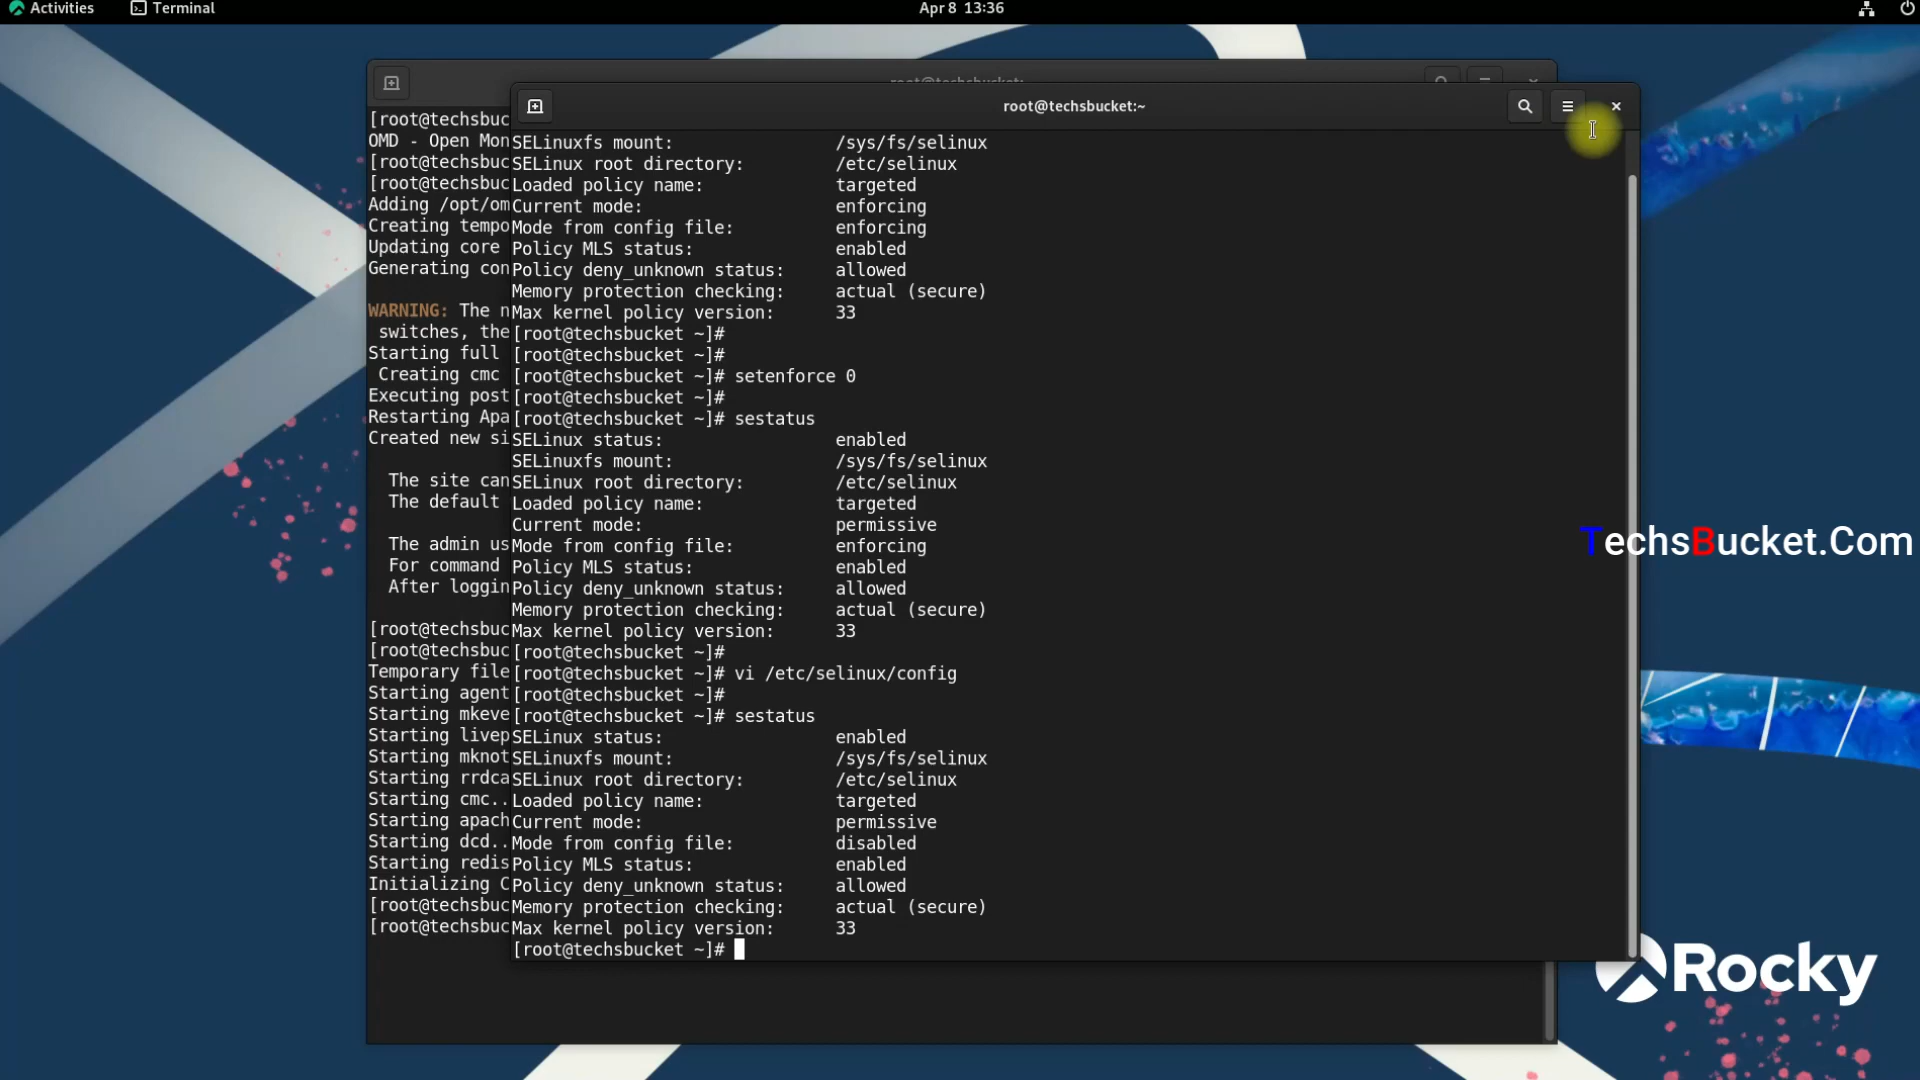 Activities Terminal Apr 8 13:36
root@techsbucket:~
root@techsbucket:~
[root@techsbuc
OMD - Open Mon
[root@techsbuc
[root@techsbuc
Adding /opt/om
Creating tempo
Updating core
Generating con
WARNING: The n
switches, the
Starting full
Creating cmc
Executing post
Restarting Apa
Created new si
The site can
The default
The admin us
For command
After loggin
[root@techsbuc
[root@techsbuc
Temporary file
Starting agent
Starting mkeve
Starting livep
Starting mknot
Starting rrdca
Starting cmc..
Starting apach
Starting dcd..
Starting redis
Initializing C
[root@techsbuc
[root@techsbuc
SELinuxfs mount: /sys/fs/selinux
SELinux root directory: /etc/selinux
Loaded policy name: targeted
Current mode: enforcing
Mode from config file: enforcing
Policy MLS status: enabled
Policy deny_unknown status: allowed
Memory protection checking: actual (secure)
Max kernel policy version: 33
[root@techsbucket ~]#
[root@techsbucket ~]#
[root@techsbucket ~]# setenforce 0
[root@techsbucket ~]#
[root@techsbucket ~]# sestatus
SELinux status: enabled
SELinuxfs mount: /sys/fs/selinux
SELinux root directory: /etc/selinux
Loaded policy name: targeted
Current mode: permissive
Mode from config file: enforcing
Policy MLS status: enabled
Policy deny_unknown status: allowed
Memory protection checking: actual (secure)
Max kernel policy version: 33
[root@techsbucket ~]#
[root@techsbucket ~]# vi /etc/selinux/config
[root@techsbucket ~]#
[root@techsbucket ~]# sestatus
SELinux status: enabled
SELinuxfs mount: /sys/fs/selinux
SELinux root directory: /etc/selinux
Loaded policy name: targeted
Current mode: permissive
Mode from config file: disabled
Policy MLS status: enabled
Policy deny_unknown status: allowed
Memory protection checking: actual (secure)
Max kernel policy version: 33
[root@techsbucket ~]#
TechsBucket.Com
Rocky